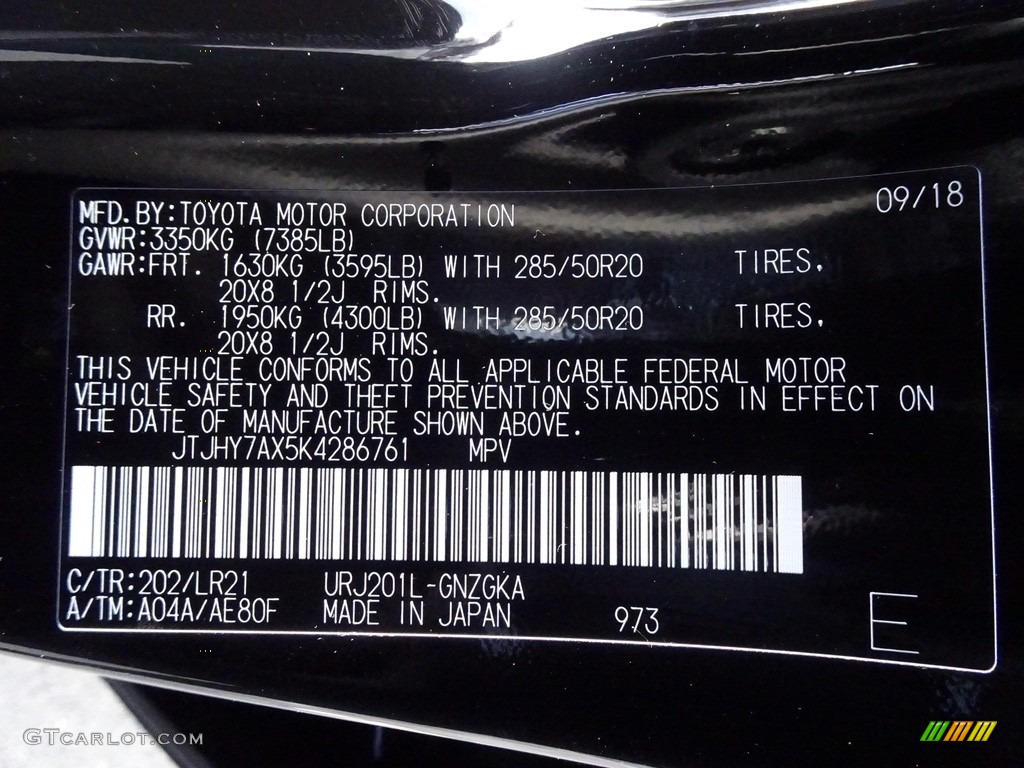 09/18
MFD.BY:TOYOTA MOTOR CORPORATION
GVWR:3350KG (7385LB)
GAWR:FRT. 1630KG (3595LB) WITH 285/50R20 TIRES.
20X8 1/2J RIMS.
RR. 1950KG (4300LB) WITH 285/50R20 TIRES.
20X8 1/2J RIMS.
THIS VEHICLE CONFORMS TO ALL APPLICABLE FEDERAL MOTOR
VEHICLE SAFETY AND THEFT PREVENTION STANDARDS IN EFFECT ON
THE DATE OF MANUFACTURE SHOWN ABOVE.
JTJHY7AX5K4286761 MPV
C/TR:202/LR21 URJ201L-GNZGKA
A/TM:A04A/AE80F MADE IN JAPAN 973 E
GTcarlot.com